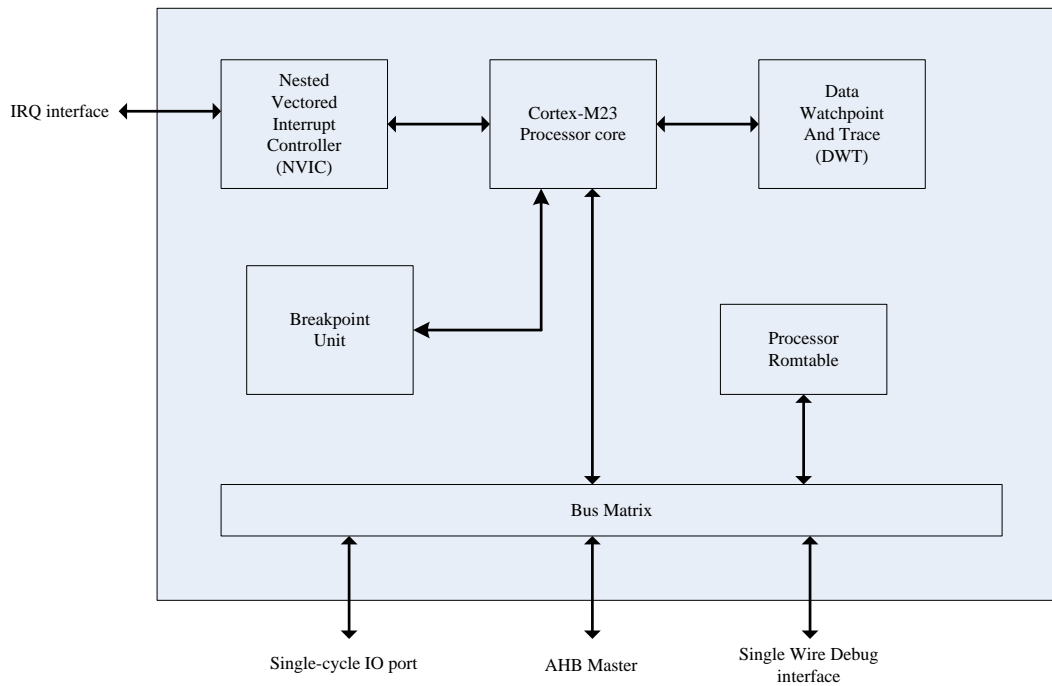 IRQ interface
Nested
Vectored
Interrupt
Controller
(NVIC)
Cortex-M23
Processor core
Data
Watchpoint
And Trace
(DWT)
Breakpoint
Unit
Processor
Romtable
Bus Matrix
Single-cycle IO port
AHB Master
Single Wire Debug
interface